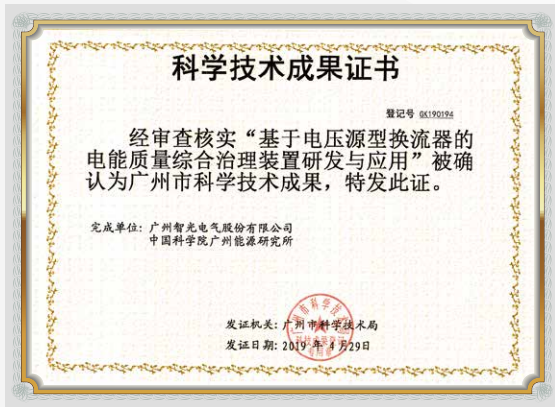 科学技术成果证书
登记号 GK190194
经审查核实“基于电压源型换流器的
电能质量综合治理装置研发与应用”被确
认为广州市科学技术成果，特发此证。
完成单位：广州智光电气股份有限公司
中国科学院广州能源研究所
发证机关：广州市科学技术局
发证日期：2019 年 4 月29日